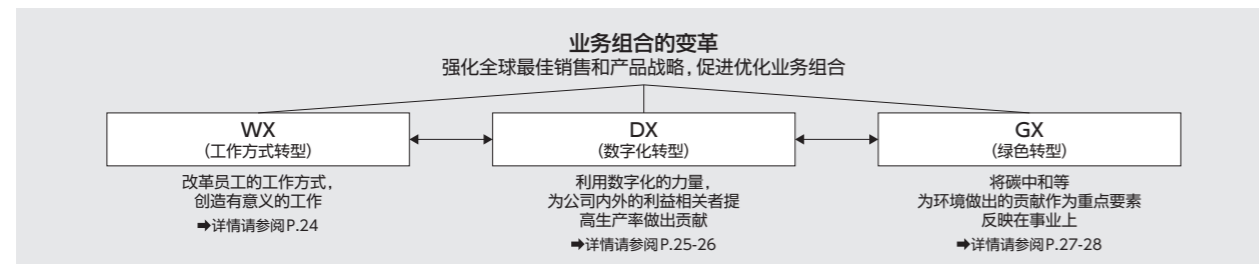 业务组合的变革
强化全球最佳销售和产品战略，促进优化业务组合
WX
（工作方式转型）
改革员工的工作方式，
创造有意义的工作
➡详情请参阅P.24
DX
（数字化转型）
利用数字化的力量，
为公司内外的利益相关者提
高生产率做出贡献
➡详情请参阅P.25-26
GX
（绿色转型）
将碳中和等
为环境做出的贡献作为重点要素
反映在事业上
➡详情请参阅P.27-28